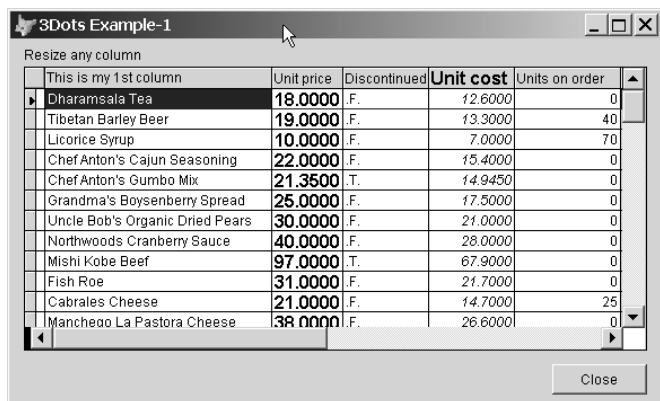 3Dots Example-1
Resize any column
This is my 1st column Unit price Discontinued Unit cost Units on order
Dharamsala Tea 18.0000 .F. 12.6000 0
Tibetan Barley Beer 19.0000 .F. 13.3000 40
Licorice Syrup 10.0000 .F. 7.0000 70
Chef Anton's Cajun Seasoning 22.0000 .F. 15.4000 0
Chef Anton's Gumbo Mix 21.3500 .T. 14.9450 0
Grandma's Boysenberry Spread 25.0000 .F. 17.5000 0
Uncle Bob's Organic Dried Pears 30.0000 .F. 21.0000 0
Northwoods Cranberry Sauce 40.0000 .F. 28.0000 0
Mishi Kobe Beef 97.0000 .T. 67.9000 0
Fish Roe 31.0000 .F. 21.7000 0
Cabrales Cheese 21.0000 .F. 14.7000 25
Manchego La Pastora Cheese 38.0000 .F. 26.6000 0
Close